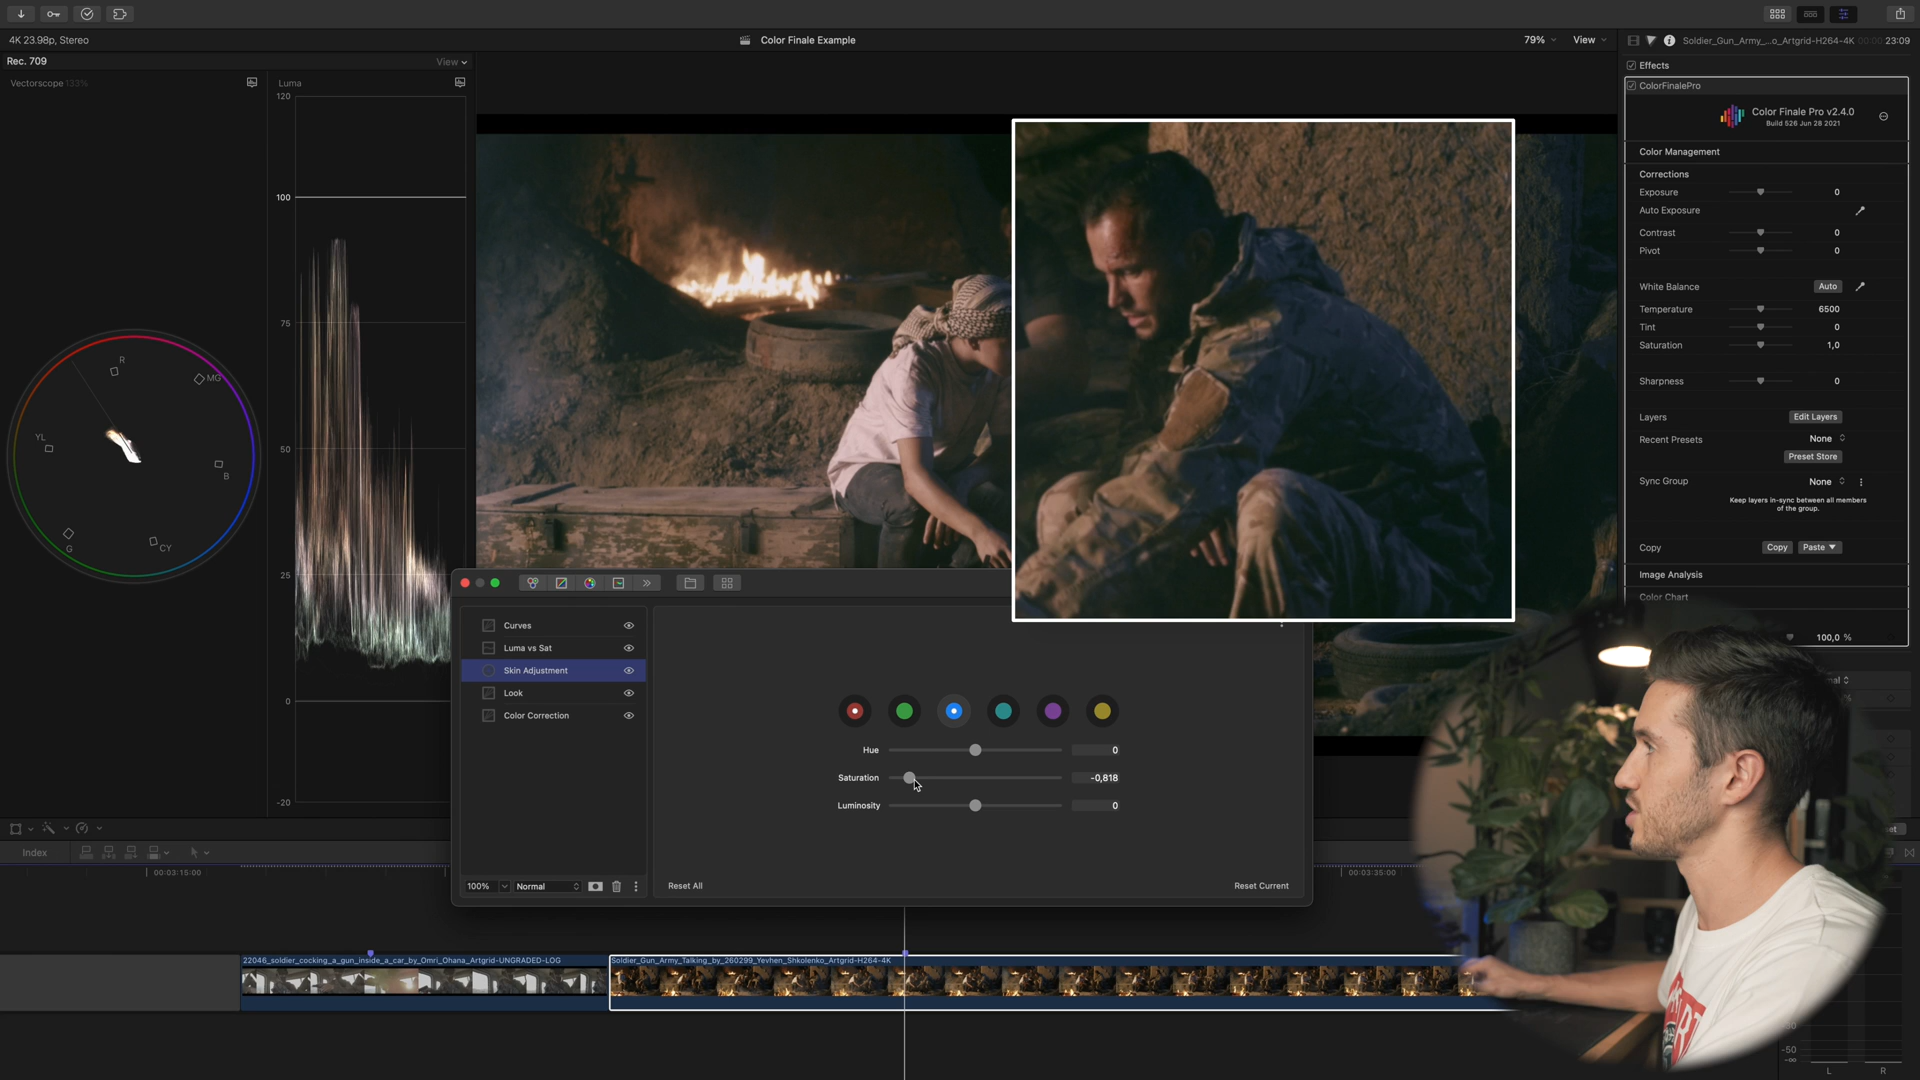 4K 23.98p, Stereo
Color Finale Example
79%
View
Soldier_Gun_Army_...o_Artgrid-H264-4K
23:09
Rec. 709
View
Vectorscope 133%
Luma
120
100
75
50
25
0
-20
R
MG
B
CY
G
YL
Effects
ColorFinalePro
Color Finale Pro v2.4.0
Build 526 Jun 28 2021
Color Management
Corrections
Exposure 0
Auto Exposure
Contrast 0
Pivot 0
White Balance Auto
Temperature 6500
Tint 0
Saturation 1,0
Sharpness 0
Layers Edit Layers
Recent Presets None
Preset Store
Sync Group None
Keep layers in-sync between all members
of the group.
Copy Copy Paste
Image Analysis
Color Chart
100,0 %
Curves
Luma vs Sat
Skin Adjustment
Look
Color Correction
Hue 0
Saturation -0,818
Luminosity 0
100% Normal
Reset All
Reset Current
Index
00:03:15:00
00:03:35:00
22046_soldier_cocking_a_gun_inside_a_car_by_Omri_Ohana_Artgrid-UNGRADED-LOG
Soldier_Gun_Army_Talking_by_260299_Yevhen_Shkolenko_Artgrid-H264-4K
-50
-∞
L R